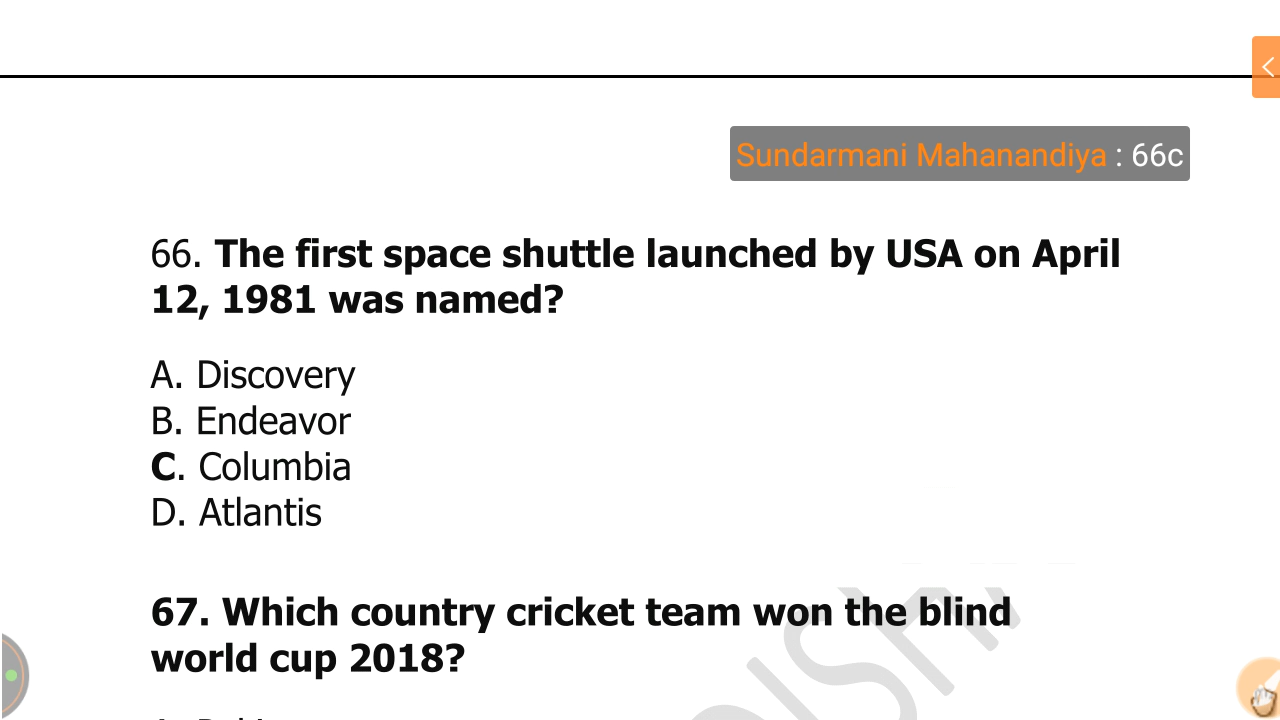 Sundarmani Mahanandiya : 66c
66. The first space shuttle launched by USA on April
12, 1981 was named?
A. Discovery
B. Endeavor
C. Columbia
D. Atlantis
67. Which country cricket team won the blind
world cup 2018?